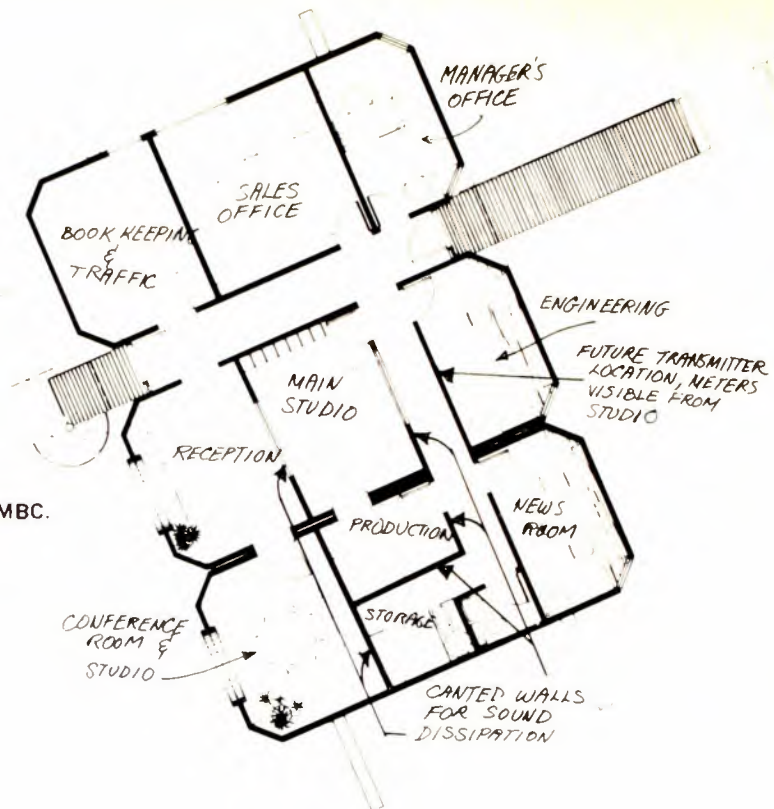 MANAGER'S
OFFICE
SALES
OFFICE
BOOK KEEPING
&
TRAFFIC
ENGINEERING
FUTURE TRANSMITTER
LOCATION, METERS
VISIBLE FROM
STUDIO
MAIN
STUDIO
RECEPTION
MBC.
NEWS
ROOM
PRODUCTION
STORAGE
CONFERENCE
ROOM &
STUDIO
CANTED WALLS
FOR SOUND
DISSIPATION